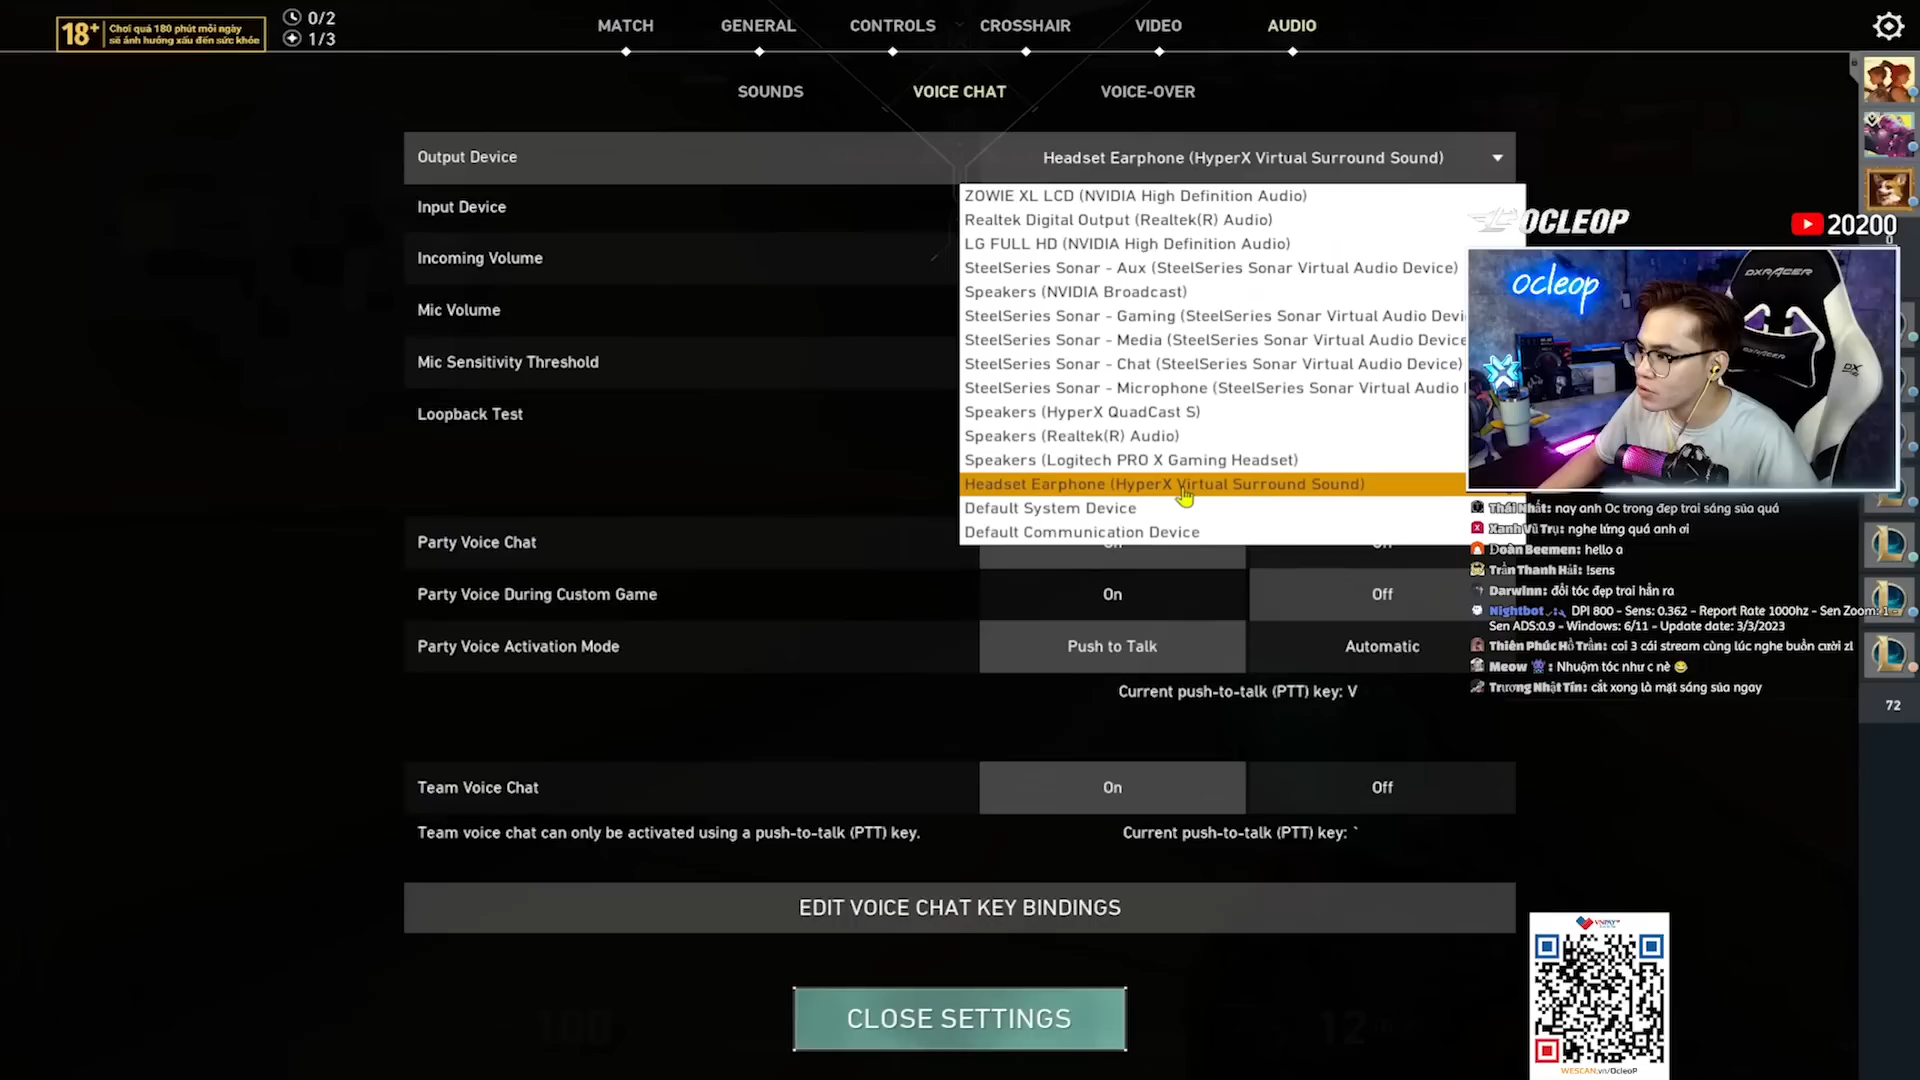 18+
Chơi quá 180 phút mỗi ngày
sẽ ảnh hưởng xấu đến sức khỏe
0/2
1/3
MATCH
GENERAL
CONTROLS
CROSSHAIR
VIDEO
AUDIO
SOUNDS
VOICE CHAT
VOICE-OVER
Output Device
Headset Earphone (HyperX Virtual Surround Sound)
Input Device
Incoming Volume
Mic Volume
Mic Sensitivity Threshold
Loopback Test
ZOWIE XL LCD (NVIDIA High Definition Audio)
Realtek Digital Output (Realtek(R) Audio)
LG FULL HD (NVIDIA High Definition Audio)
SteelSeries Sonar - Aux (SteelSeries Sonar Virtual Audio Device)
Speakers (NVIDIA Broadcast)
SteelSeries Sonar - Gaming (SteelSeries Sonar Virtual Audio Devi
SteelSeries Sonar - Media (SteelSeries Sonar Virtual Audio Device
SteelSeries Sonar - Chat (SteelSeries Sonar Virtual Audio Device)
SteelSeries Sonar - Microphone (SteelSeries Sonar Virtual Audio
Speakers (HyperX QuadCast S)
Speakers (Realtek(R) Audio)
Speakers (Logitech PRO X Gaming Headset)
Headset Earphone (HyperX Virtual Surround Sound)
Default System Device
Default Communication Device
OCLEOP
20200
0
ocleop
DXRACER
Thái Nhất: nay anh Oc trong đẹp trai sáng sủa quá
Xanh Vũ Trụ: nghe lửng quá anh ơi
Đoàn Beemen: hello a
Trần Thanh Hải: !sens
Darwinn: đổi tóc đẹp trai hẳn ra
Nightbot DPI 800 - Sens: 0.362 - Report Rate 1000hz - Sen Zoom: 1 -
Sen ADS:0.9 - Windows: 6/11 - Update date: 3/3/2023
Thiên Phúc Hồ Trần: coi 3 cái stream cùng lúc nghe buồn cười zl
Meow : Nhuộm tóc như c nè
Trương Nhật Tín: cắt xong là mặt sáng sủa ngay
72
Party Voice Chat
Party Voice During Custom Game
On
Off
Party Voice Activation Mode
Push to Talk
Automatic
Current push-to-talk (PTT) key: V
Team Voice Chat
On
Off
Team voice chat can only be activated using a push-to-talk (PTT) key.
Current push-to-talk (PTT) key: `
EDIT VOICE CHAT KEY BINDINGS
CLOSE SETTINGS
VNPAY
WESCAN.vn/OcleoP